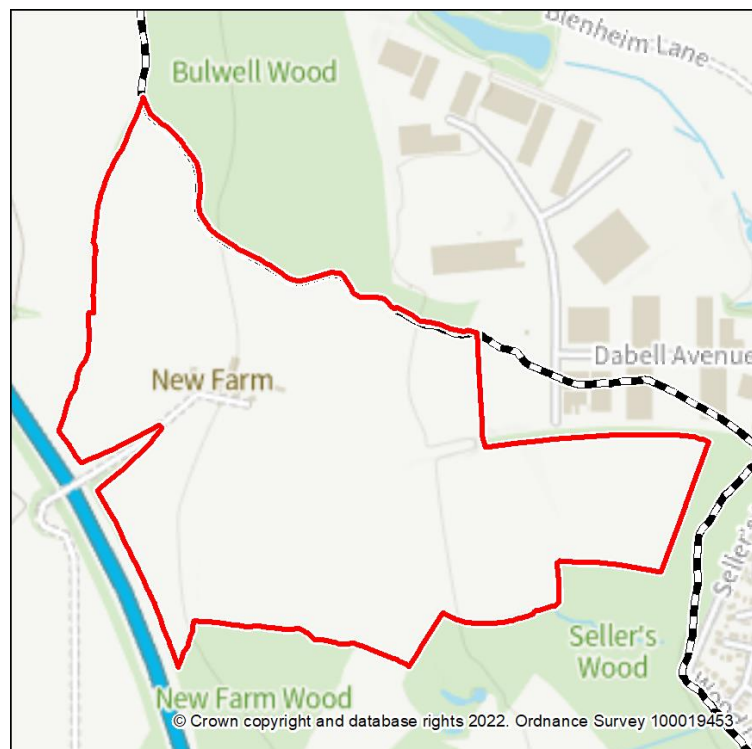 Blenheim Lane
Bulwell Wood
Dabell Avenue
New Farm
Seller's
Seller's
Wood
New Farm Wood
© Crown copyright and database rights 2022. Ordnance Survey 100019453